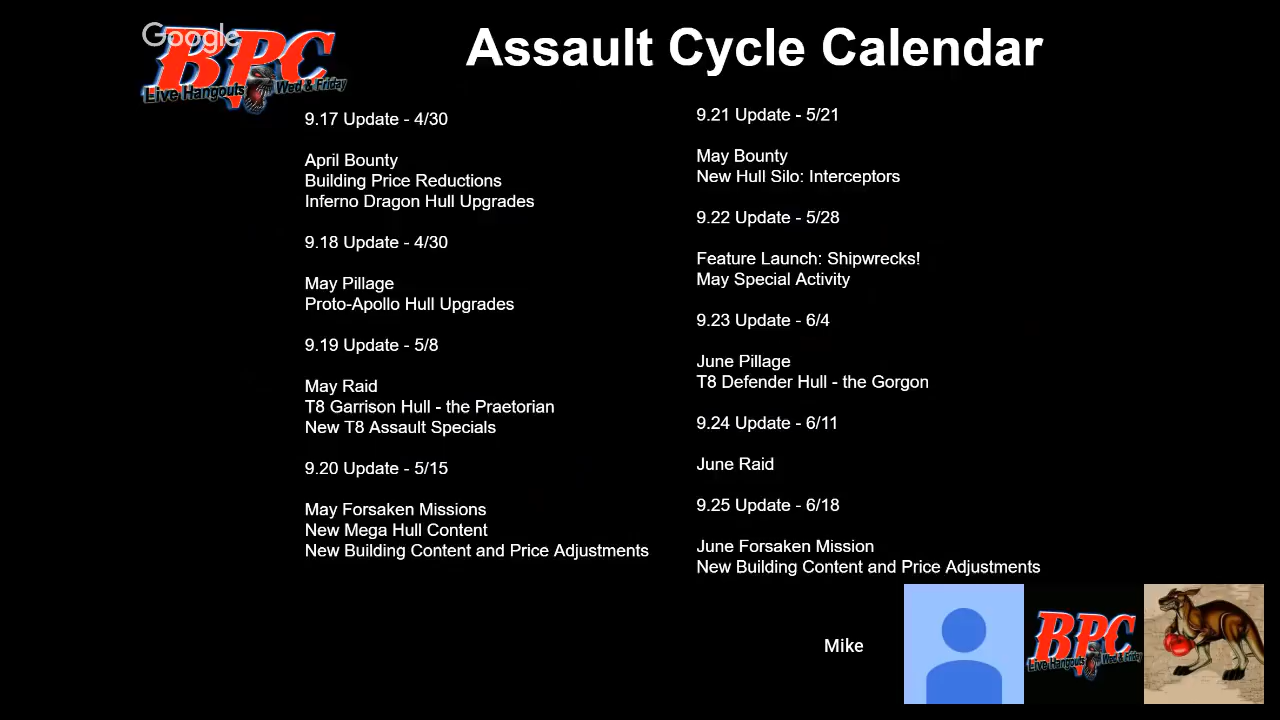 Google
BPC
Live Hangouts Wed & Friday
Assault Cycle Calendar
9.17 Update - 4/30
April Bounty
Building Price Reductions
Inferno Dragon Hull Upgrades
9.18 Update - 4/30
May Pillage
Proto-Apollo Hull Upgrades
9.19 Update - 5/8
May Raid
T8 Garrison Hull - the Praetorian
New T8 Assault Specials
9.20 Update - 5/15
May Forsaken Missions
New Mega Hull Content
New Building Content and Price Adjustments
9.21 Update - 5/21
May Bounty
New Hull Silo: Interceptors
9.22 Update - 5/28
Feature Launch: Shipwrecks!
May Special Activity
9.23 Update - 6/4
June Pillage
T8 Defender Hull - the Gorgon
9.24 Update - 6/11
June Raid
9.25 Update - 6/18
June Forsaken Mission
New Building Content and Price Adjustments
Mike
BPC
Live Hangouts Wed & Friday